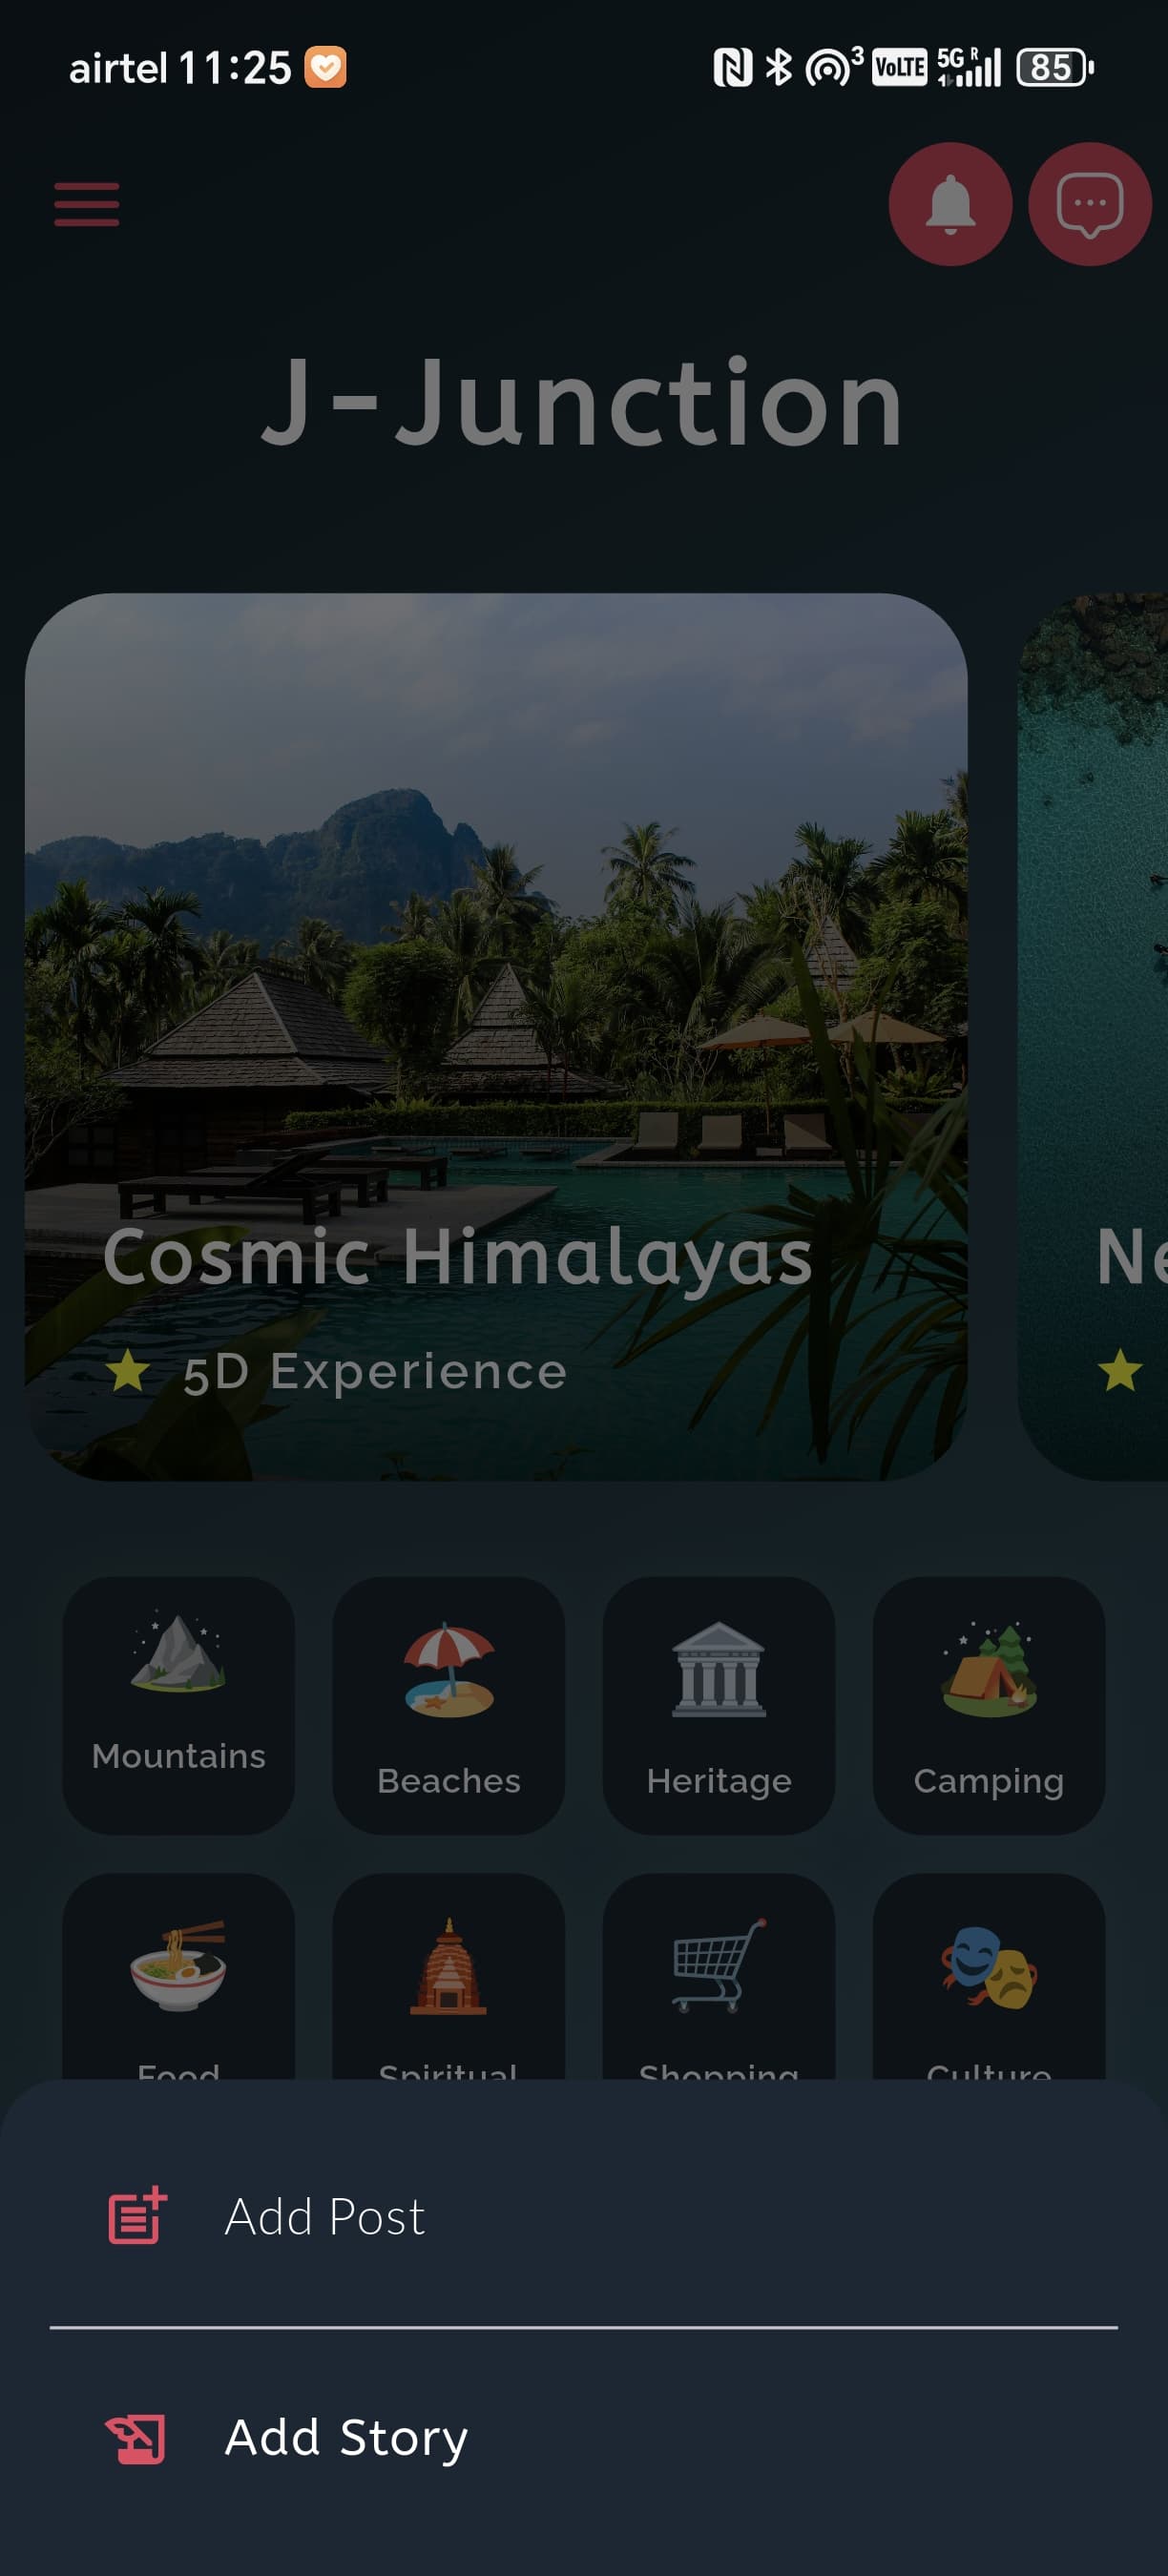 airtel 11:25 3 VoLTE 5G R 85
J-Junction
Cosmic Himalayas
5D Experience
Mountains
Beaches
Heritage
Camping
Food
Spiritual
Shopping
Culture
Add Post
Add Story